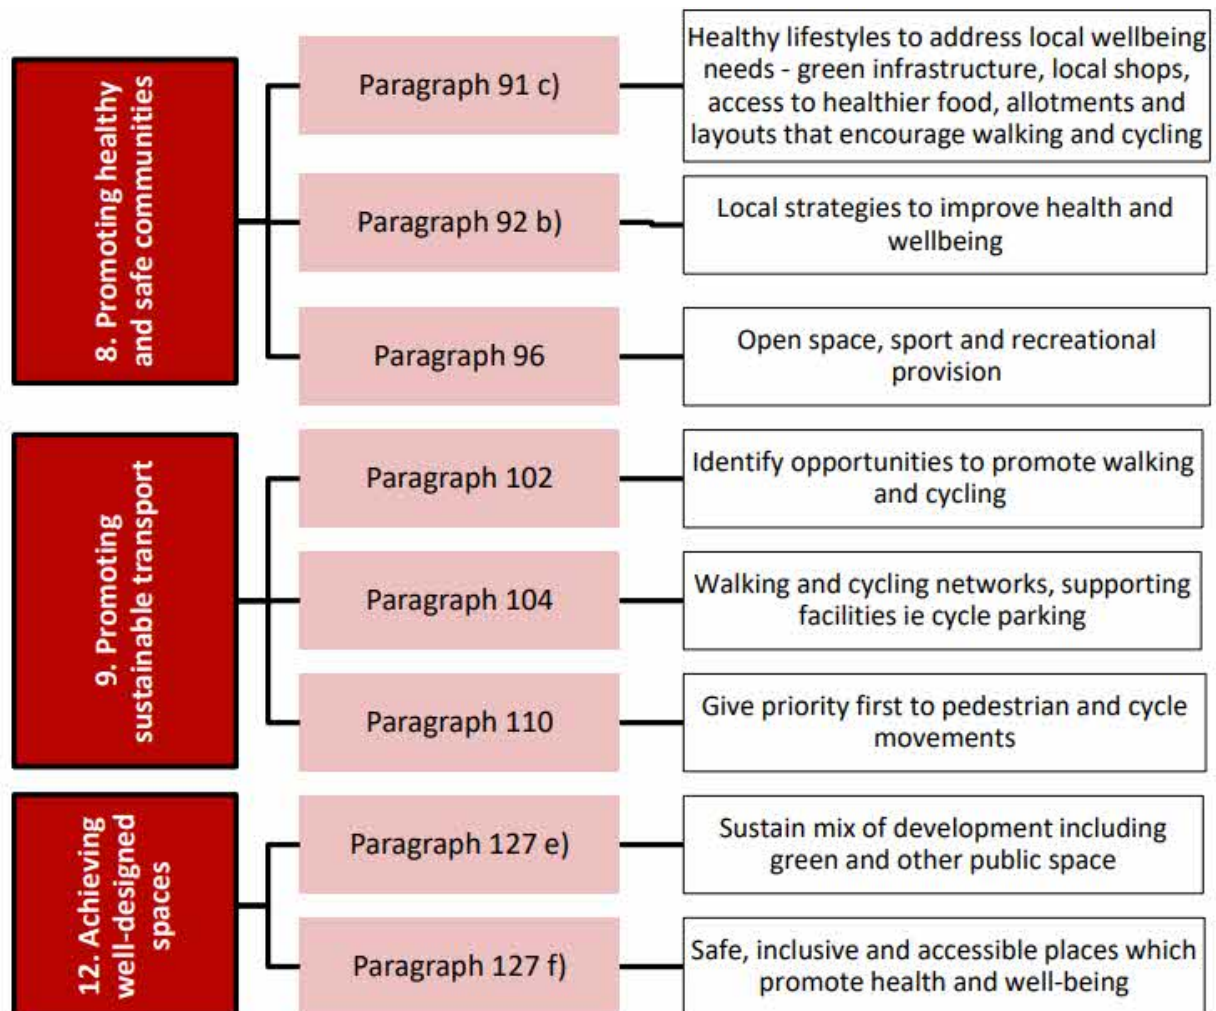 8. Promoting healthy
and safe communities
Paragraph 91 c)
Healthy lifestyles to address local wellbeing
needs - green infrastructure, local shops,
access to healthier food, allotments and
layouts that encourage walking and cycling
Paragraph 92 b)
Local strategies to improve health and
wellbeing
Paragraph 96
Open space, sport and recreational
provision
9. Promoting
sustainable transport
Paragraph 102
Identify opportunities to promote walking
and cycling
Paragraph 104
Walking and cycling networks, supporting
facilities ie cycle parking
Paragraph 110
Give priority first to pedestrian and cycle
movements
12. Achieving
well-designed
spaces
Paragraph 127 e)
Sustain mix of development including
green and other public space
Paragraph 127 f)
Safe, inclusive and accessible places which
promote health and well-being